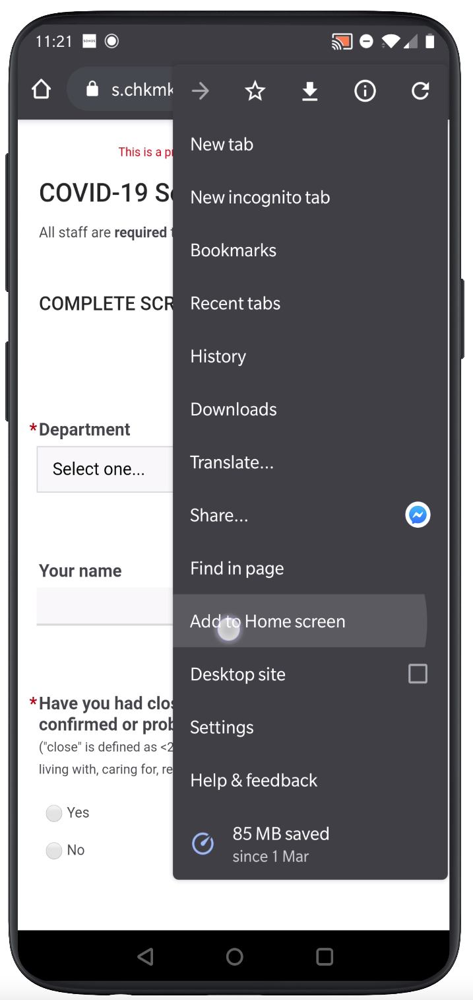 11:21 SONOS
s.chkmk
This is a pr
COVID-19 S
All staff are required
COMPLETE SCR
*Department
Select one...
Your name
*Have you had clos
confirmed or prob
("close" is defined as <2
living with, caring for, re
Yes
No
New tab
New incognito tab
Bookmarks
Recent tabs
History
Downloads
Translate...
Share...
Find in page
Add to Home screen
Desktop site
Settings
Help & feedback
85 MB saved
since 1 Mar